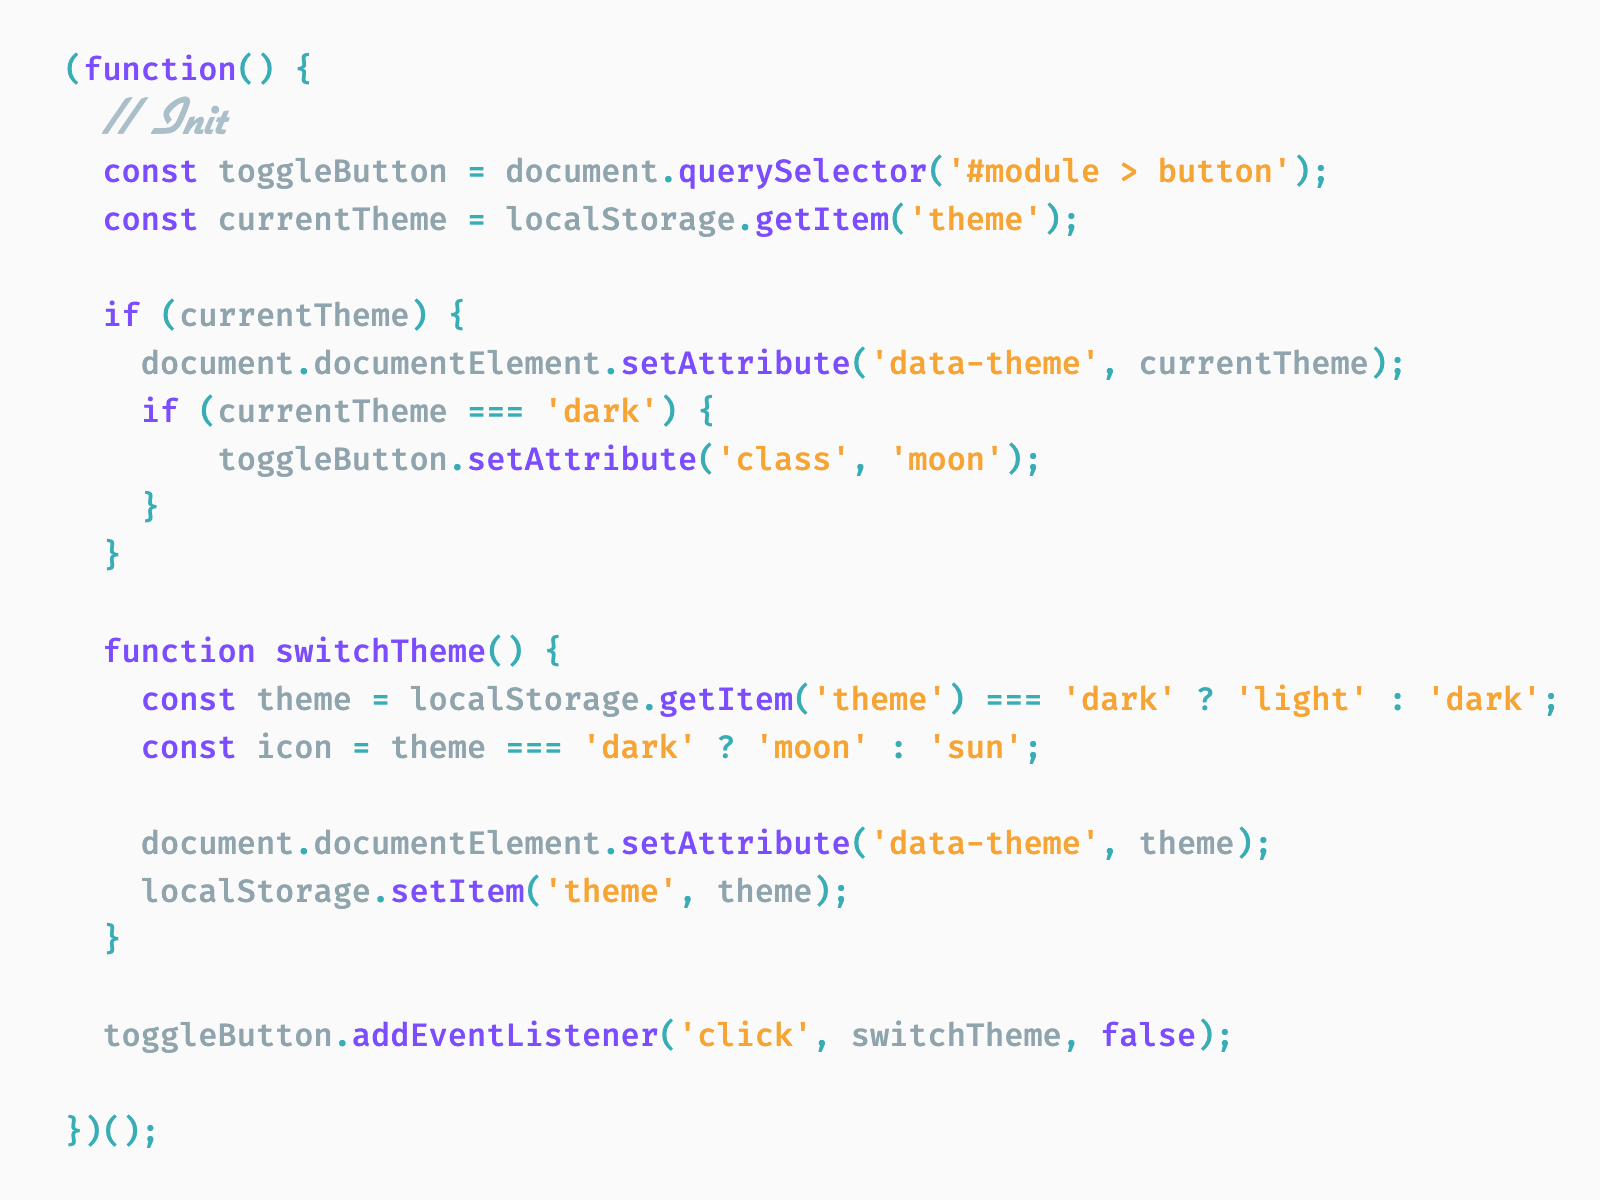 (function() {
  // Init
  const toggleButton = document.querySelector('#module > button');
  const currentTheme = localStorage.getItem('theme');

  if (currentTheme) {
    document.documentElement.setAttribute('data-theme', currentTheme);
    if (currentTheme === 'dark') {
        toggleButton.setAttribute('class', 'moon');
    }
  }

  function switchTheme() {
    const theme = localStorage.getItem('theme') === 'dark' ? 'light' : 'dark';
    const icon = theme === 'dark' ? 'moon' : 'sun';

    document.documentElement.setAttribute('data-theme', theme);
    localStorage.setItem('theme', theme);
  }

  toggleButton.addEventListener('click', switchTheme, false);

})();